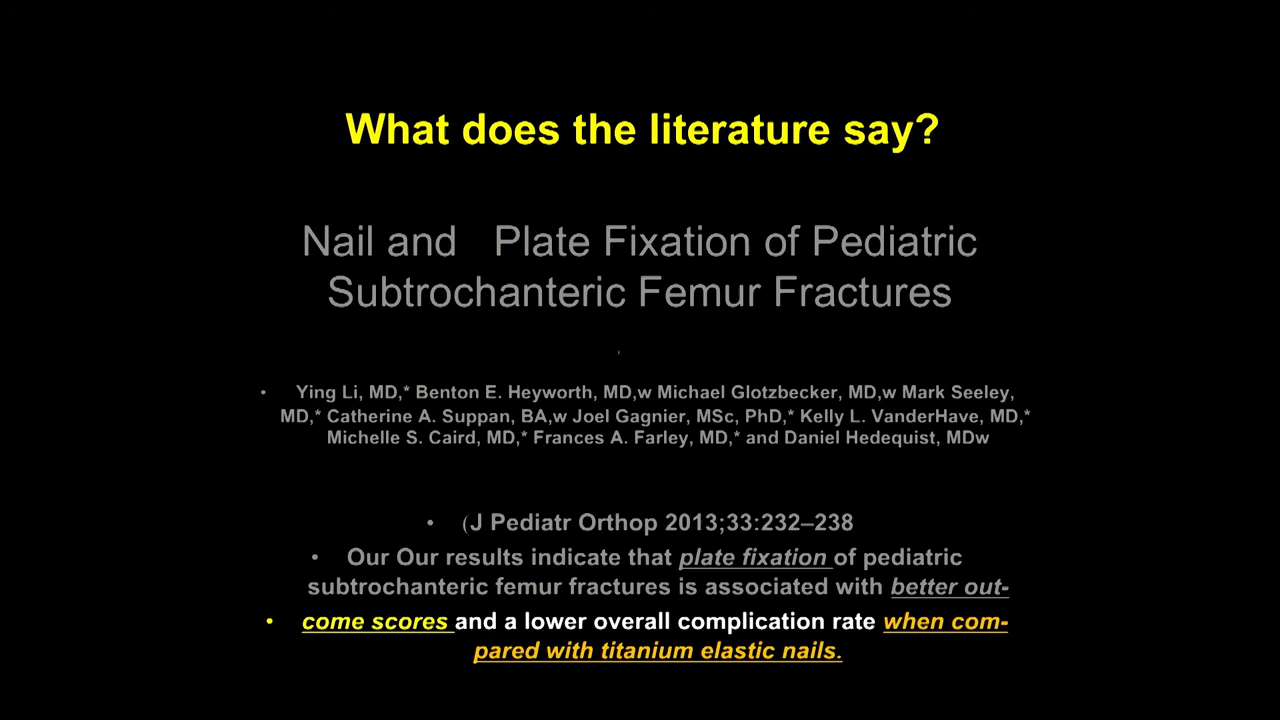 What does the literature say?
Nail and Plate Fixation of Pediatric
Subtrochanteric Femur Fractures
• Ying Li, MD,* Benton E. Heyworth, MD,w Michael Glotzbecker, MD,w Mark Seeley,
MD,* Catherine A. Suppan, BA,w Joel Gagnier, MSc, PhD,* Kelly L. VanderHave, MD,*
Michelle S. Caird, MD,* Frances A. Farley, MD,* and Daniel Hedequist, MDw
• (J Pediatr Orthop 2013;33:232–238
• Our Our results indicate that plate fixation of pediatric
subtrochanteric femur fractures is associated with better out-
• come scores and a lower overall complication rate when com-
pared with titanium elastic nails.